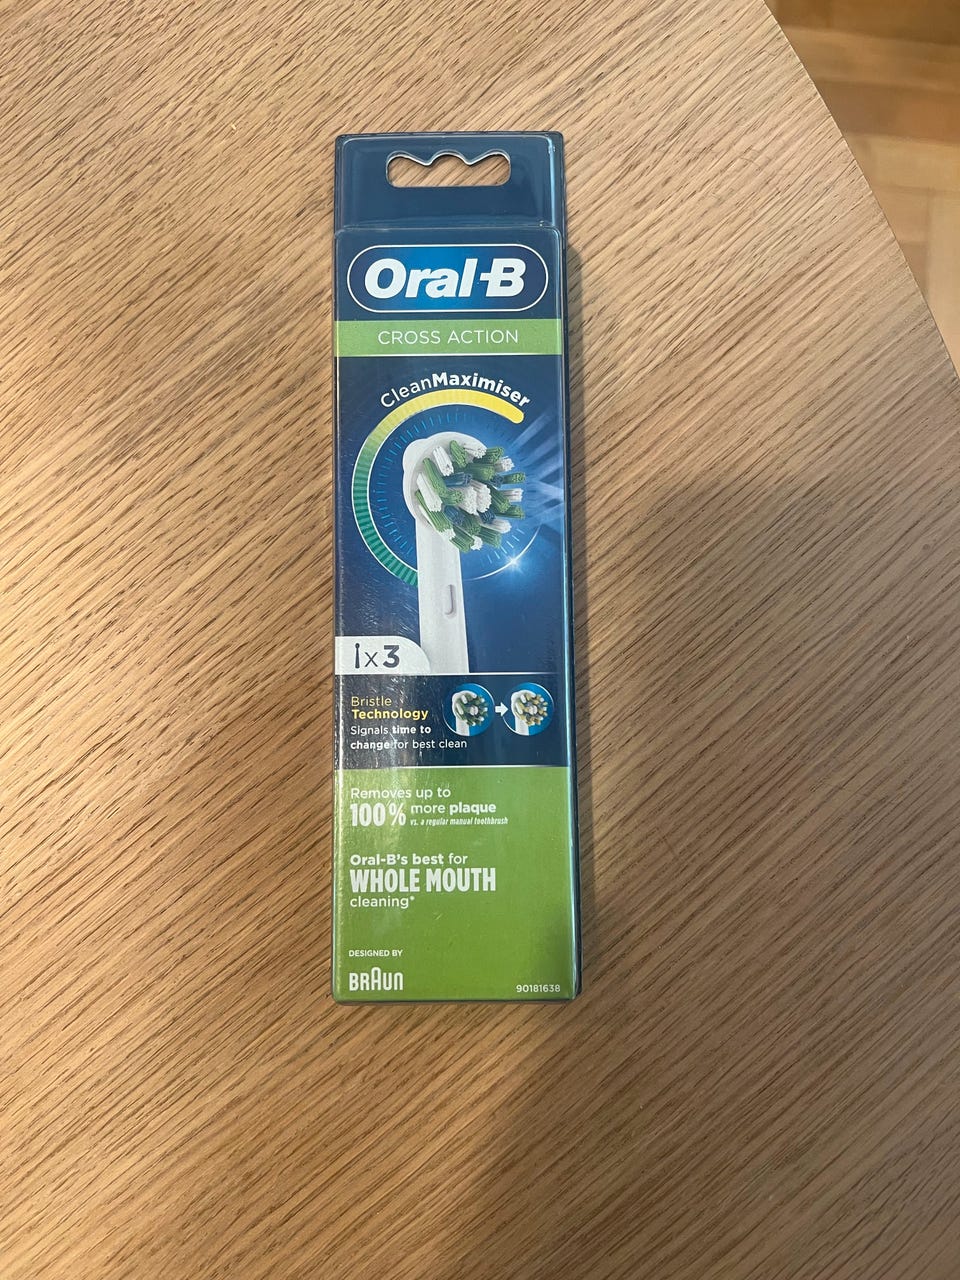 Oral-B
CROSS ACTION
CleanMaximiser
x3
Bristle
Technology
Signals time to
change for best clean
Removes up to
100% more plaque
vs. a regular manual toothbrush
Oral-B's best for
WHOLE MOUTH
cleaning*
DESIGNED BY
BRAUN
90181638